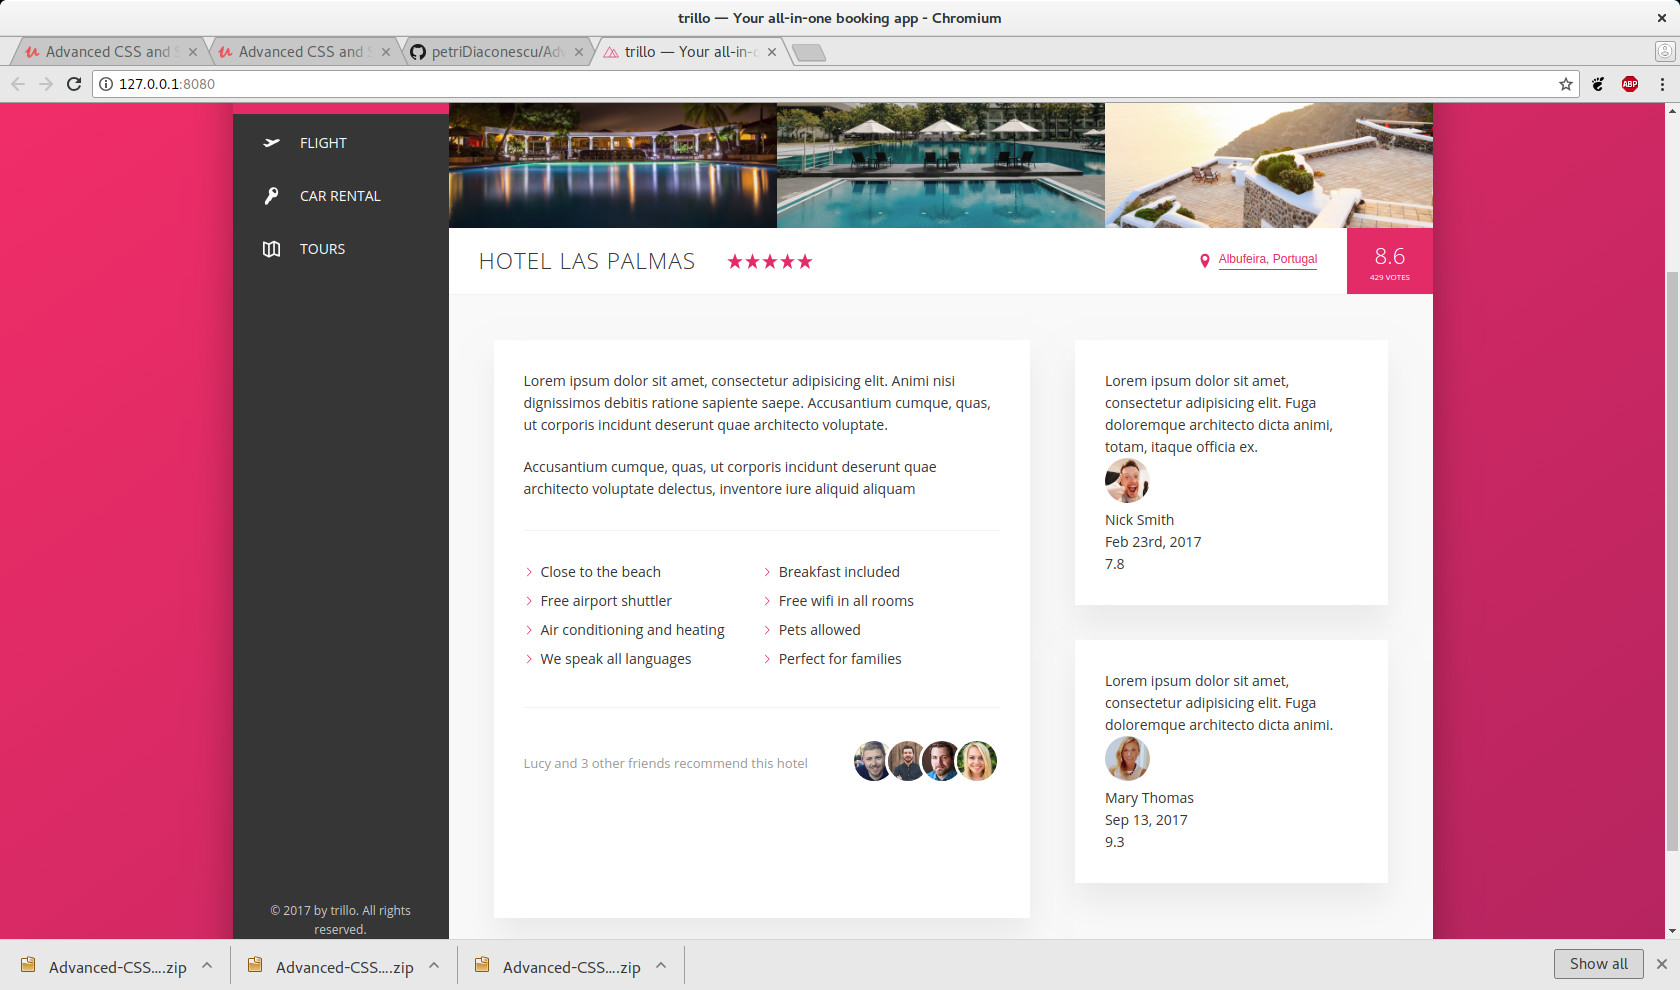 trillo — Your all-in-one booking app - Chromium
Advanced CSS and
Advanced CSS and
petriDiaconescu/Adv
trillo — Your all-in-o
127.0.0.1:8080
ABP
FLIGHT
CAR RENTAL
TOURS
HOTEL LAS PALMAS
Albufeira, Portugal
8.6
429 VOTES
Lorem ipsum dolor sit amet, consectetur adipisicing elit. Animi nisi
dignissimos debitis ratione sapiente saepe. Accusantium cumque, quas,
ut corporis incidunt deserunt quae architecto voluptate.
Accusantium cumque, quas, ut corporis incidunt deserunt quae
architecto voluptate delectus, inventore iure aliquid aliquam
Close to the beach
Free airport shuttler
Air conditioning and heating
We speak all languages
Breakfast included
Free wifi in all rooms
Pets allowed
Perfect for families
Lucy and 3 other friends recommend this hotel
Lorem ipsum dolor sit amet,
consectetur adipisicing elit. Fuga
doloremque architecto dicta animi,
totam, itaque officia ex.
Nick Smith
Feb 23rd, 2017
7.8
Lorem ipsum dolor sit amet,
consectetur adipisicing elit. Fuga
doloremque architecto dicta animi.
Mary Thomas
Sep 13, 2017
9.3
© 2017 by trillo. All rights
reserved.
Advanced-CSS....zip
Advanced-CSS....zip
Advanced-CSS....zip
Show all